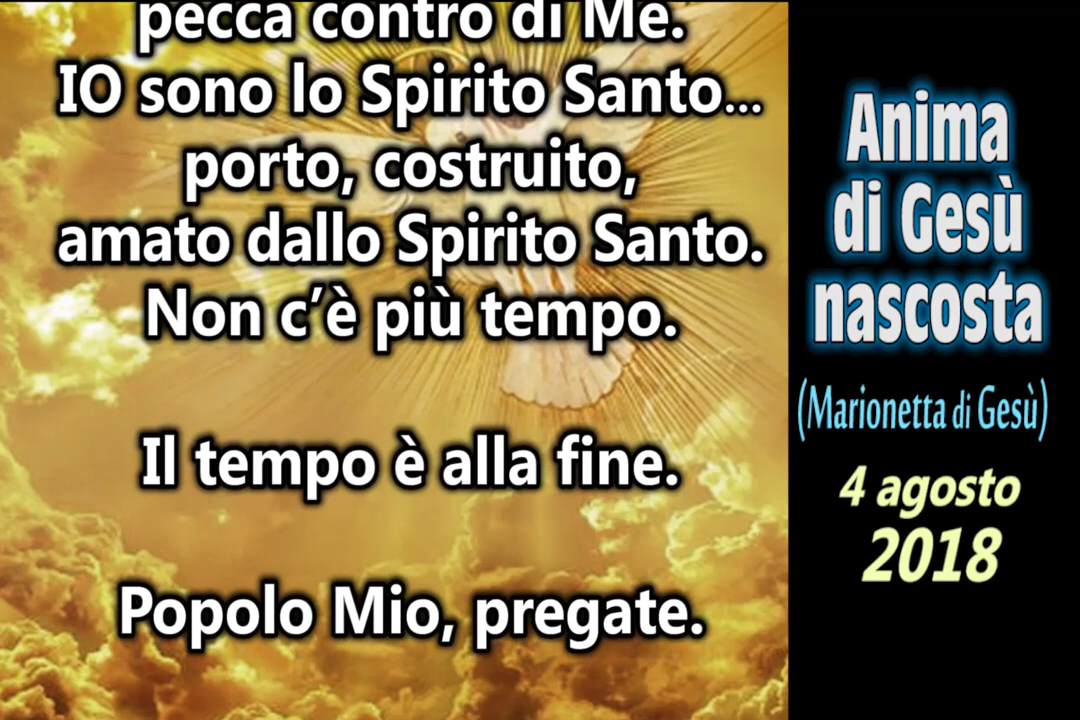 pecca contro di Me.
IO sono lo Spirito Santo...
porto, costruito,
amato dallo Spirito Santo.
Non c’è più tempo.
Il tempo è alla fine.
Popolo Mio, pregate.
Anima
di Gesù
nascosta
(Marionetta di Gesù)
4 agosto
2018